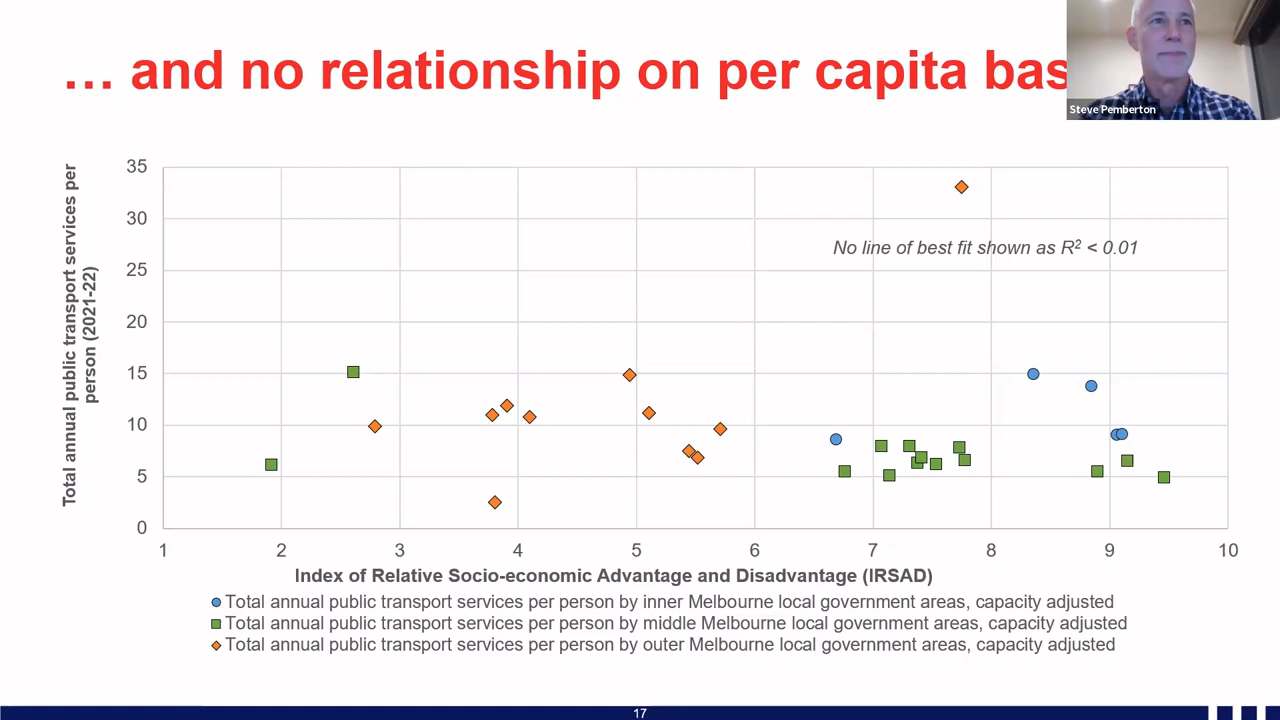 … and no relationship on per capita bas
Steve Pemberton
Total annual public transport services per
person (2021-22)
35
30
25
20
15
10
5
0
No line of best fit shown as R² < 0.01
1 2 3 4 5 6 7 8 9 10
Index of Relative Socio-economic Advantage and Disadvantage (IRSAD)
Total annual public transport services per person by inner Melbourne local government areas, capacity adjusted
Total annual public transport services per person by middle Melbourne local government areas, capacity adjusted
Total annual public transport services per person by outer Melbourne local government areas, capacity adjusted
17